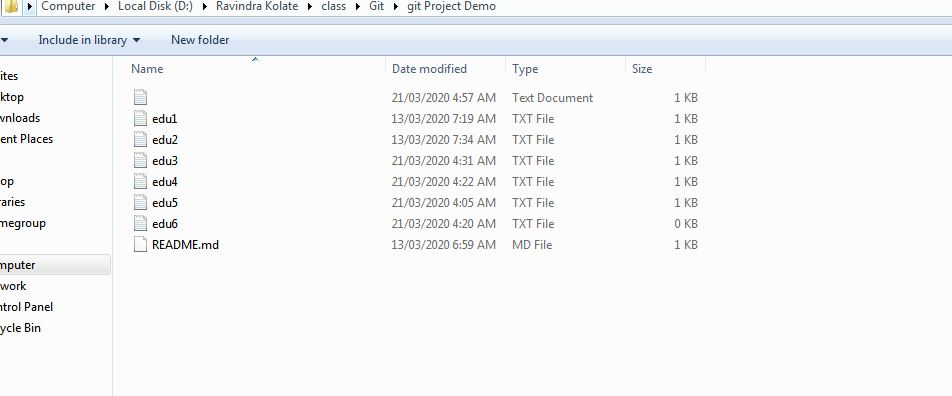 Computer Local Disk (D:) Ravindra Kolate class Git git Project Demo
Include in library New folder
Name Date modified Type Size
21/03/2020 4:57 AM Text Document 1 KB
edu1 13/03/2020 7:19 AM TXT File 1 KB
edu2 13/03/2020 7:34 AM TXT File 1 KB
edu3 21/03/2020 4:31 AM TXT File 1 KB
edu4 21/03/2020 4:22 AM TXT File 1 KB
edu5 21/03/2020 4:05 AM TXT File 1 KB
edu6 21/03/2020 4:20 AM TXT File 0 KB
README.md 13/03/2020 6:59 AM MD File 1 KB
rites
ktop
wnloads
ent Places
op
raries
megroup
mputer
work
ntrol Panel
ycle Bin